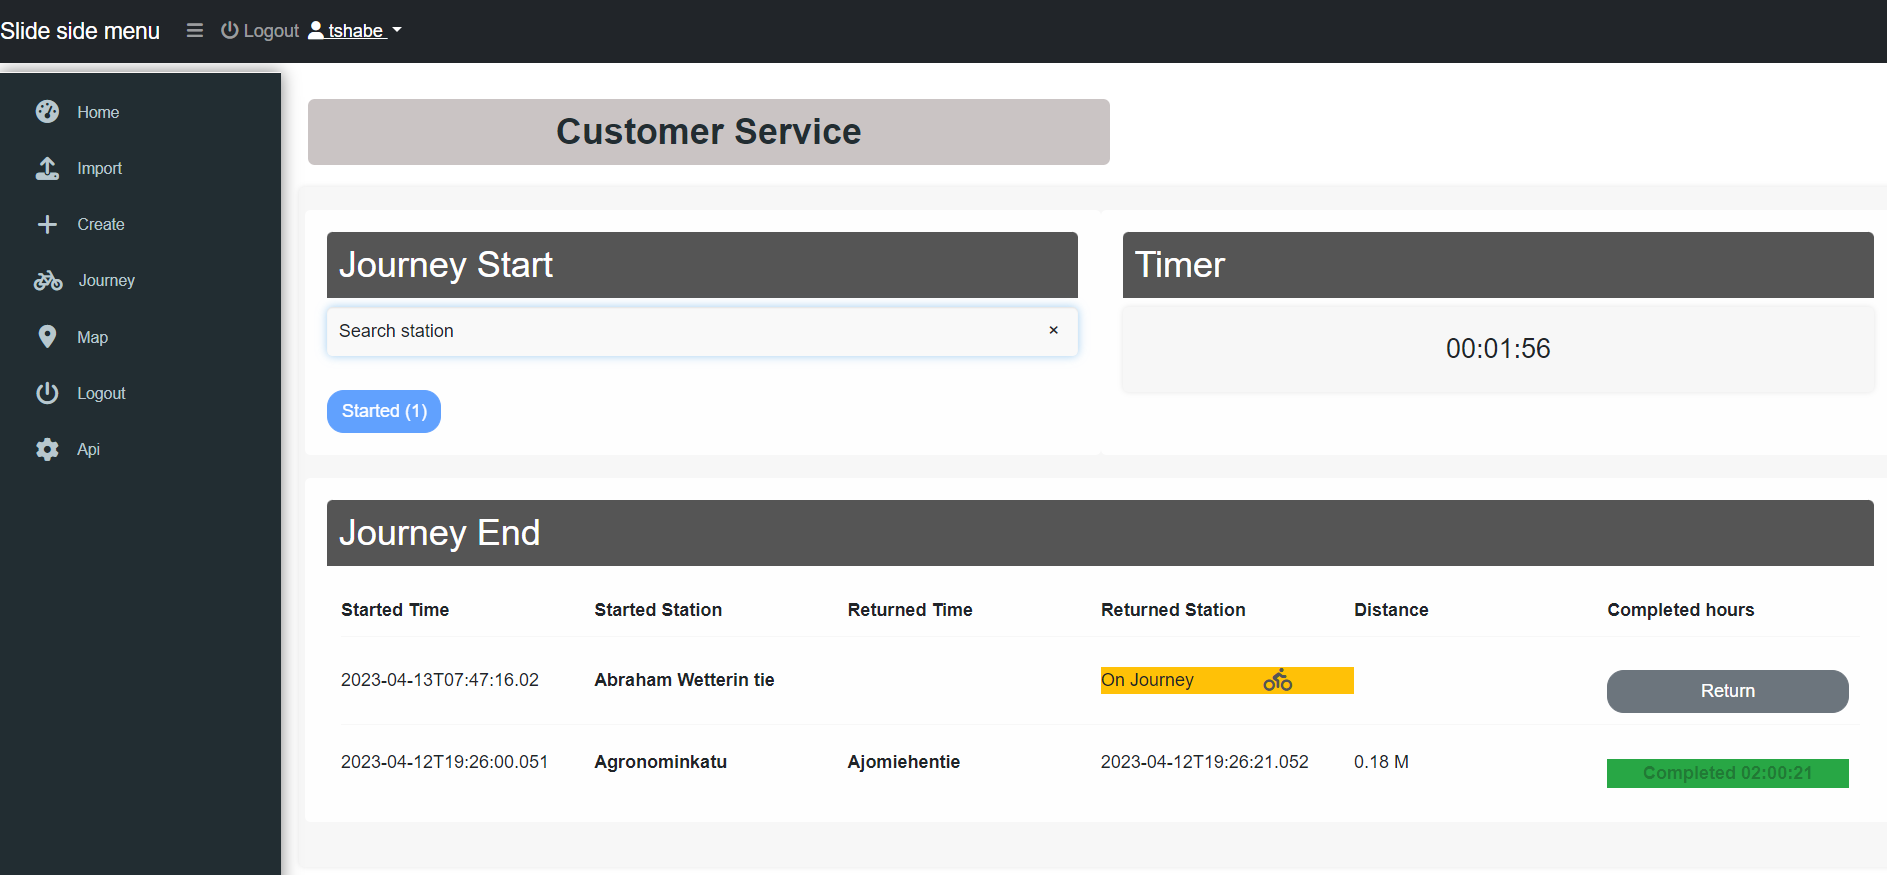 Slide side menu
Logout
tshabe
Home
Import
Create
Journey
Map
Logout
Api
Customer Service
Journey Start
Search station ×
Started (1)
Timer
00:01:56
Journey End
Started Time Started Station Returned Time Returned Station Distance Completed hours
2023-04-13T07:47:16.02 Abraham Wetterin tie On Journey Return
2023-04-12T19:26:00.051 Agronominkatu Ajomiehentie 2023-04-12T19:26:21.052 0.18 M Completed 02:00:21